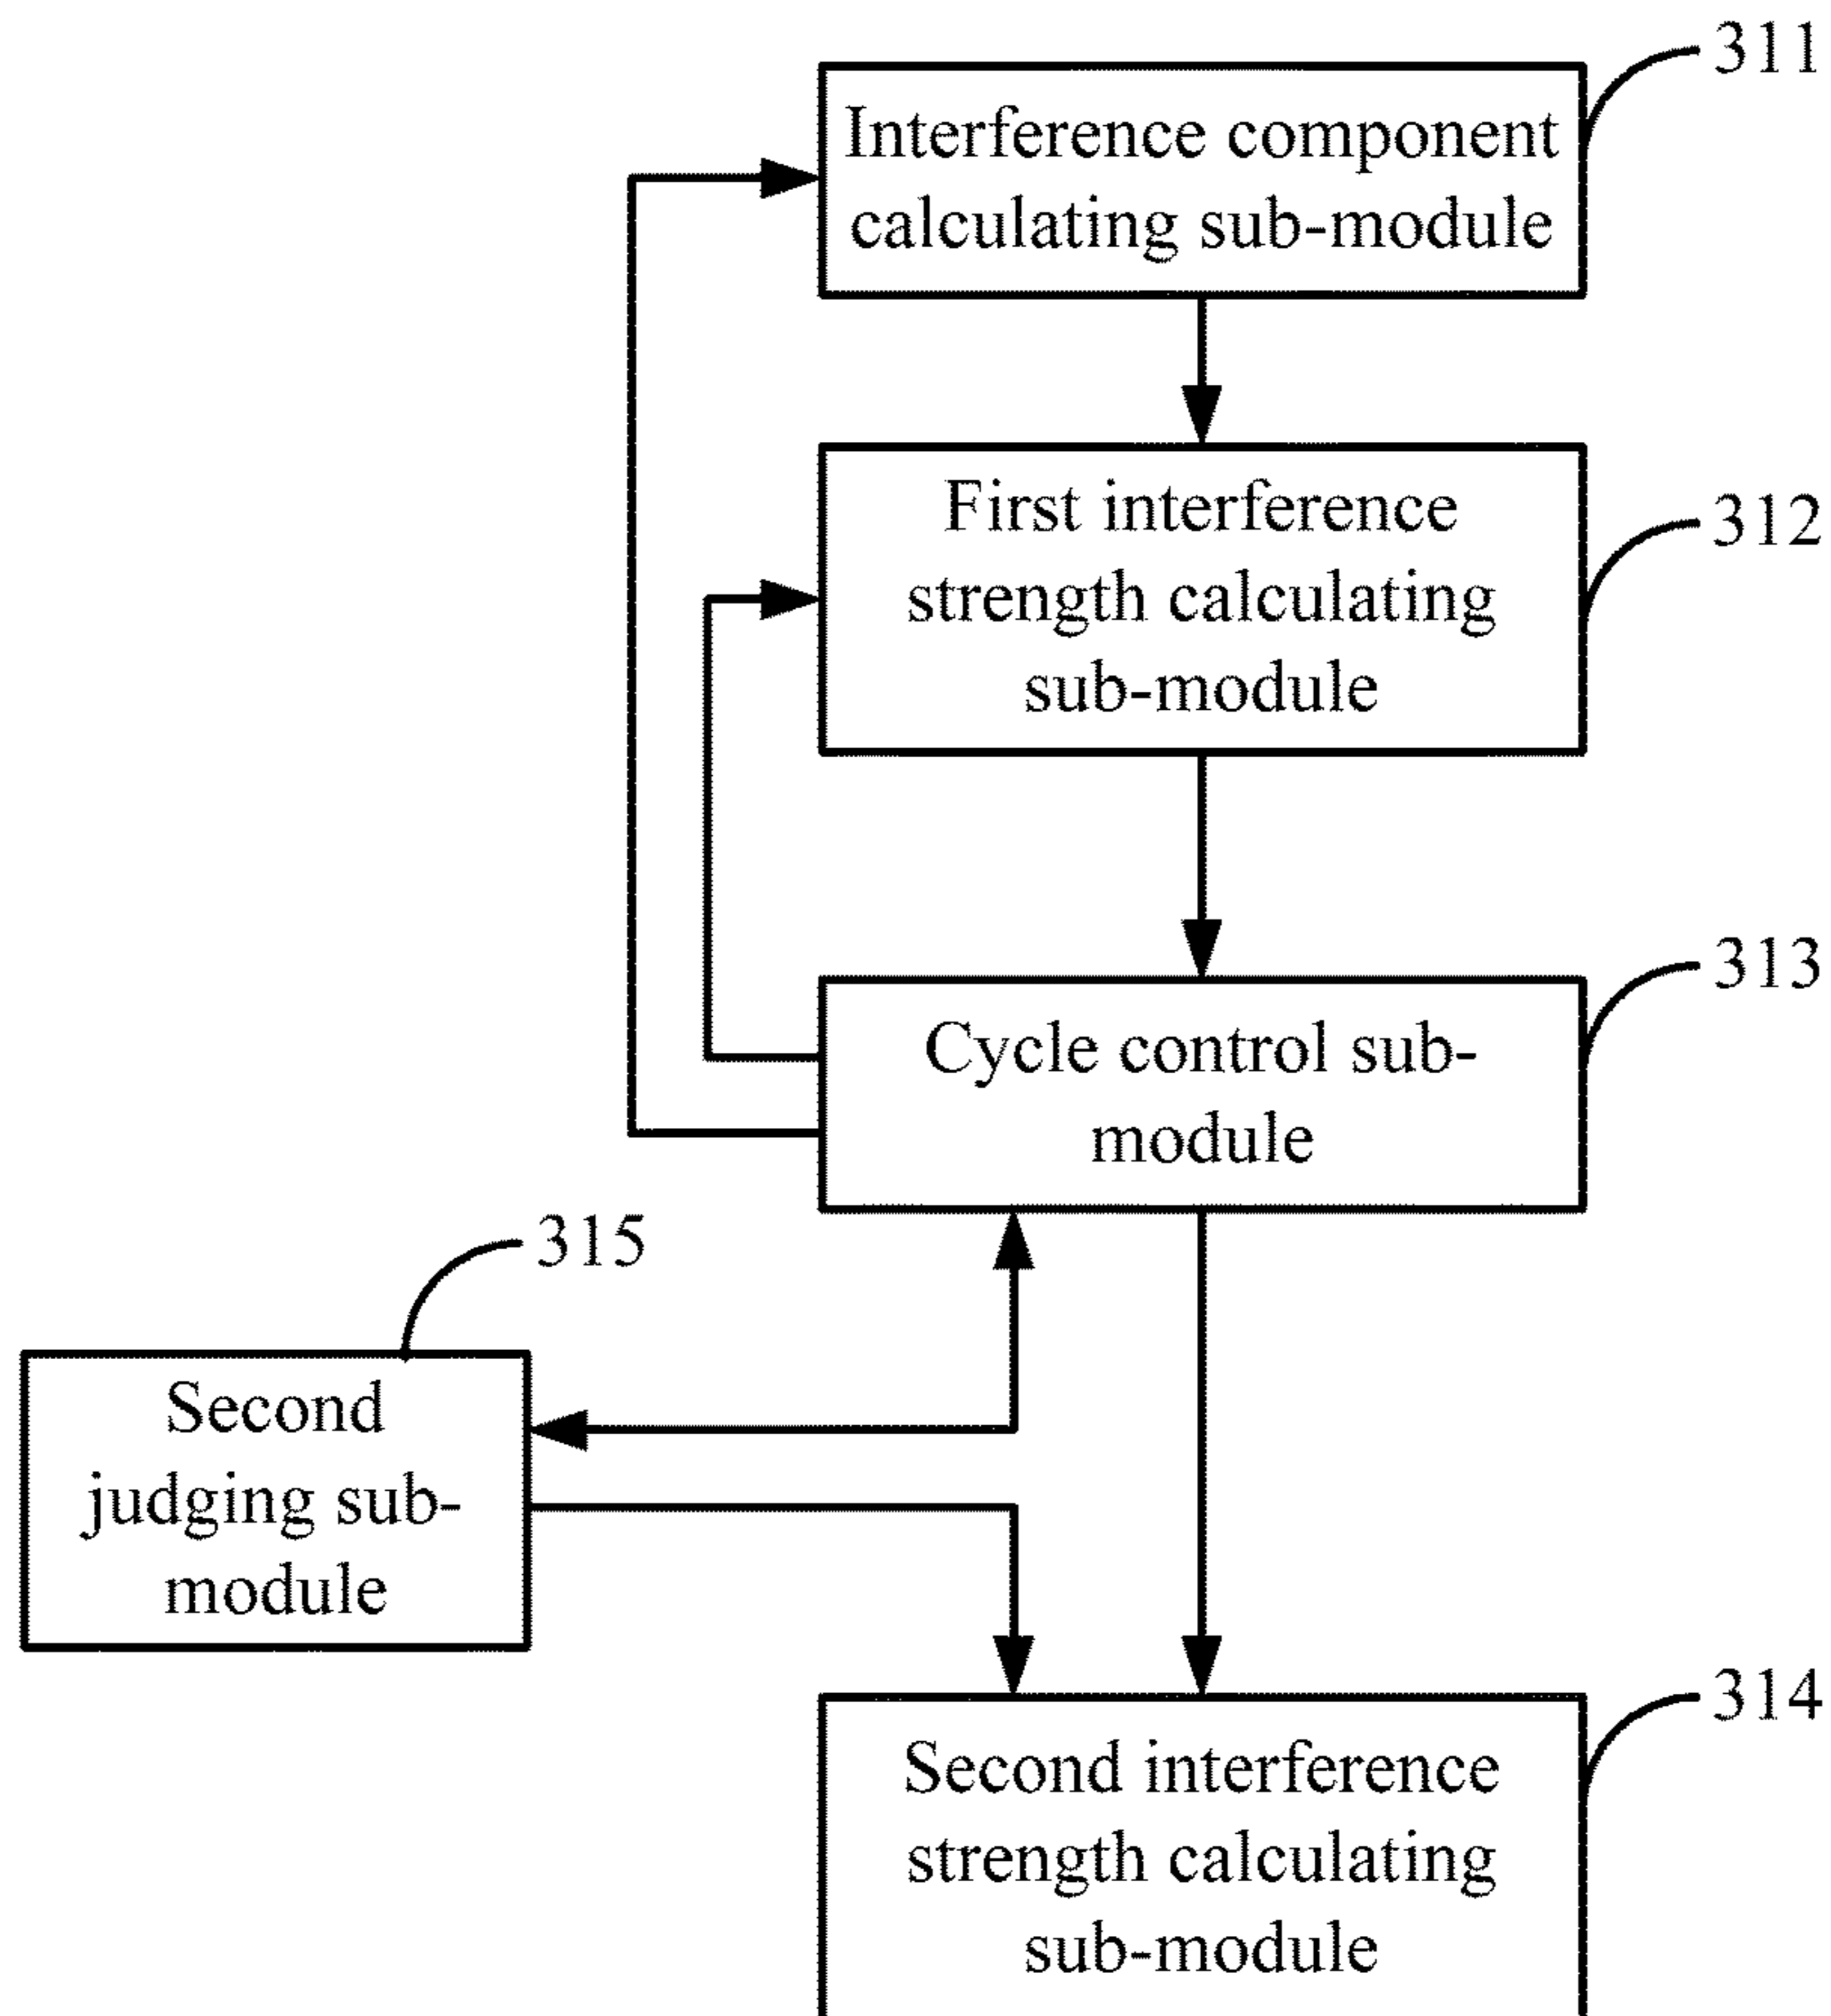 311
Interference component
calculating sub-module
First interference
strength calculating
sub-module
312
313
Cycle control sub-
module
315
Second
judging sub-
module
314
Second interference
strength calculating
sub-module